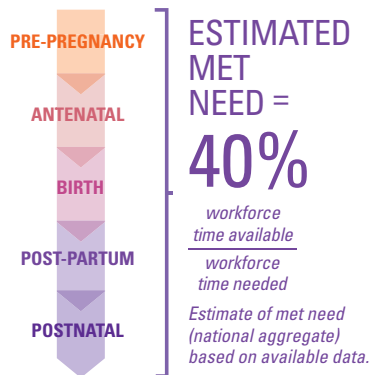 PRE-PREGNANCY
ANTENATAL
BIRTH
POST-PARTUM
POSTNATAL
ESTIMATED
MET
NEED =
40%
workforce
time available
workforce
time needed
Estimate of met need
(national aggregate)
based on available data.